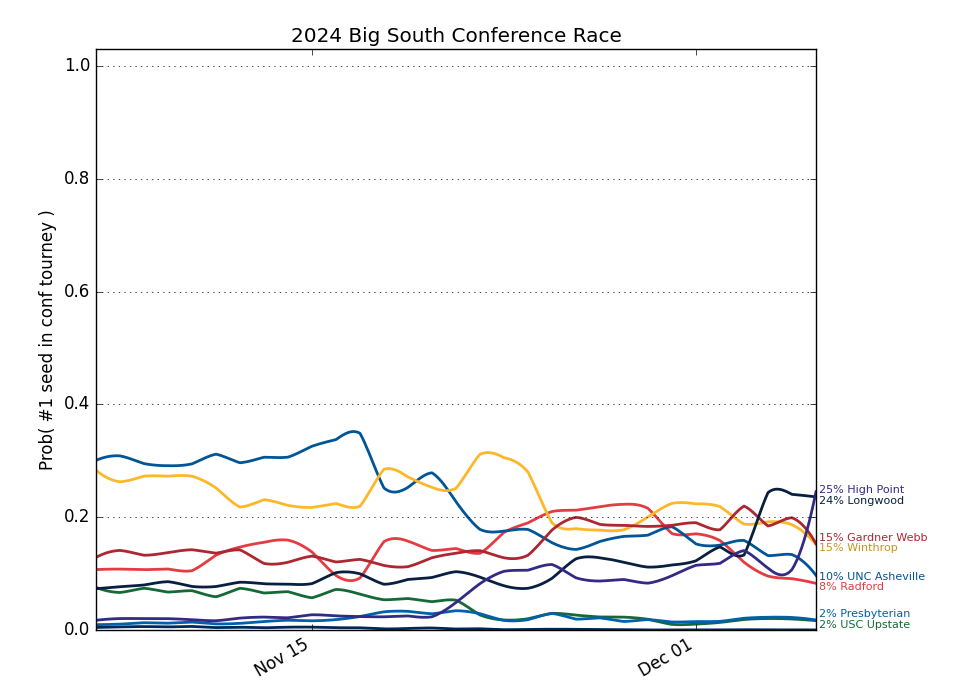 2024 Big South Conference Race
Prob( #1 seed in conf tourney )
1.0
0.8
0.6
0.4
0.2
0.0
Nov 15
Dec 01
25% High Point
24% Longwood
15% Gardner Webb
15% Winthrop
10% UNC Asheville
8% Radford
2% Presbyterian
2% USC Upstate